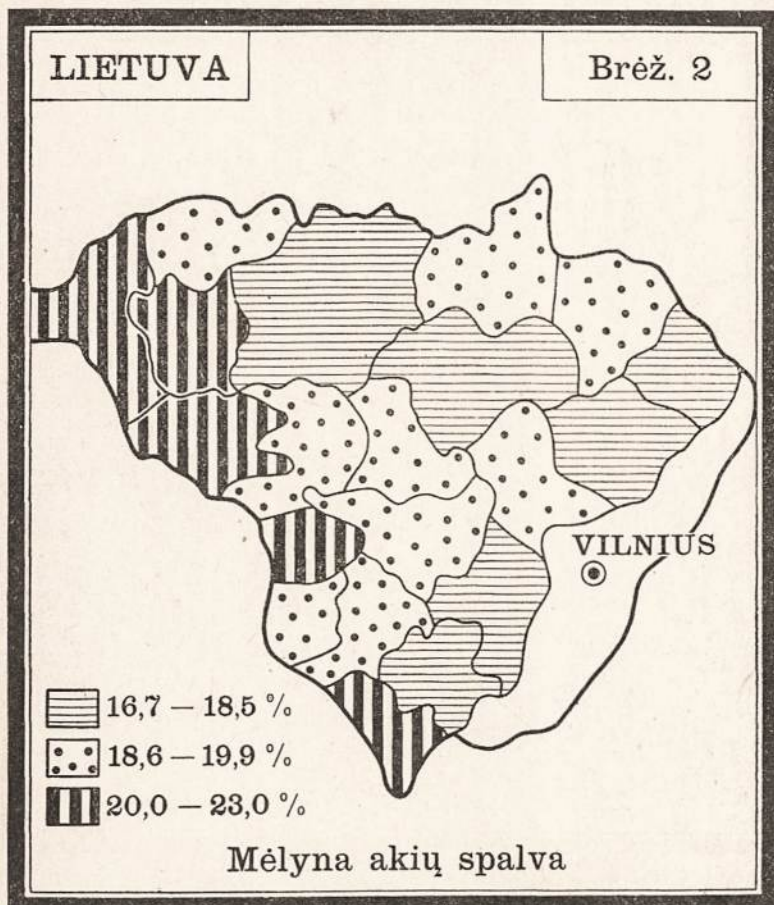 LIETUVA
Brėž. 2
VILNIUS
16,7 – 18,5 %
18,6 – 19,9 %
20,0 – 23,0 %
Mėlyna akių spalva